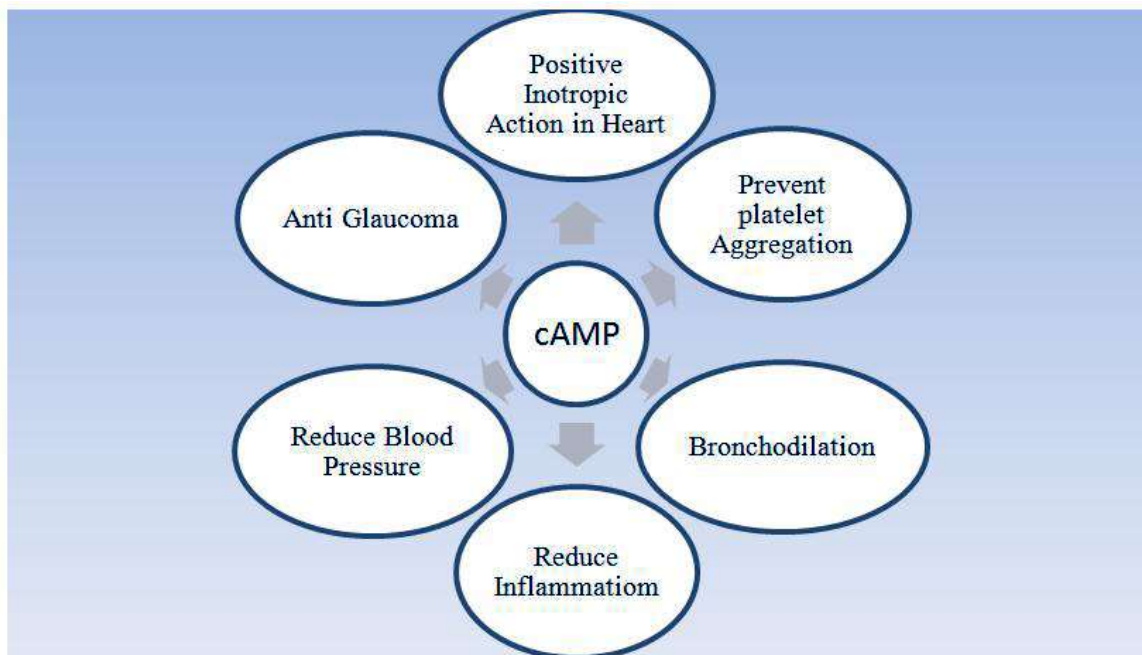 Positive
Inotropic
Action in Heart
Anti Glaucoma
Prevent
platelet
Aggregation
cAMP
Reduce Blood
Pressure
Bronchodilation
Reduce
Inflammatiom